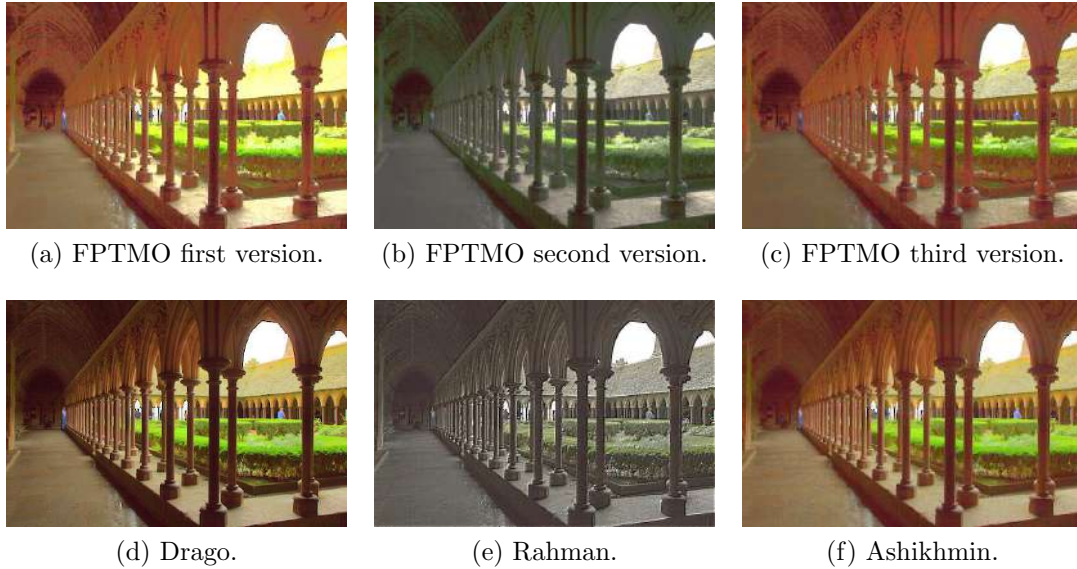 (a) FPTMO first version.
(b) FPTMO second version.
(c) FPTMO third version.
(d) Drago.
(e) Rahman.
(f) Ashikhmin.